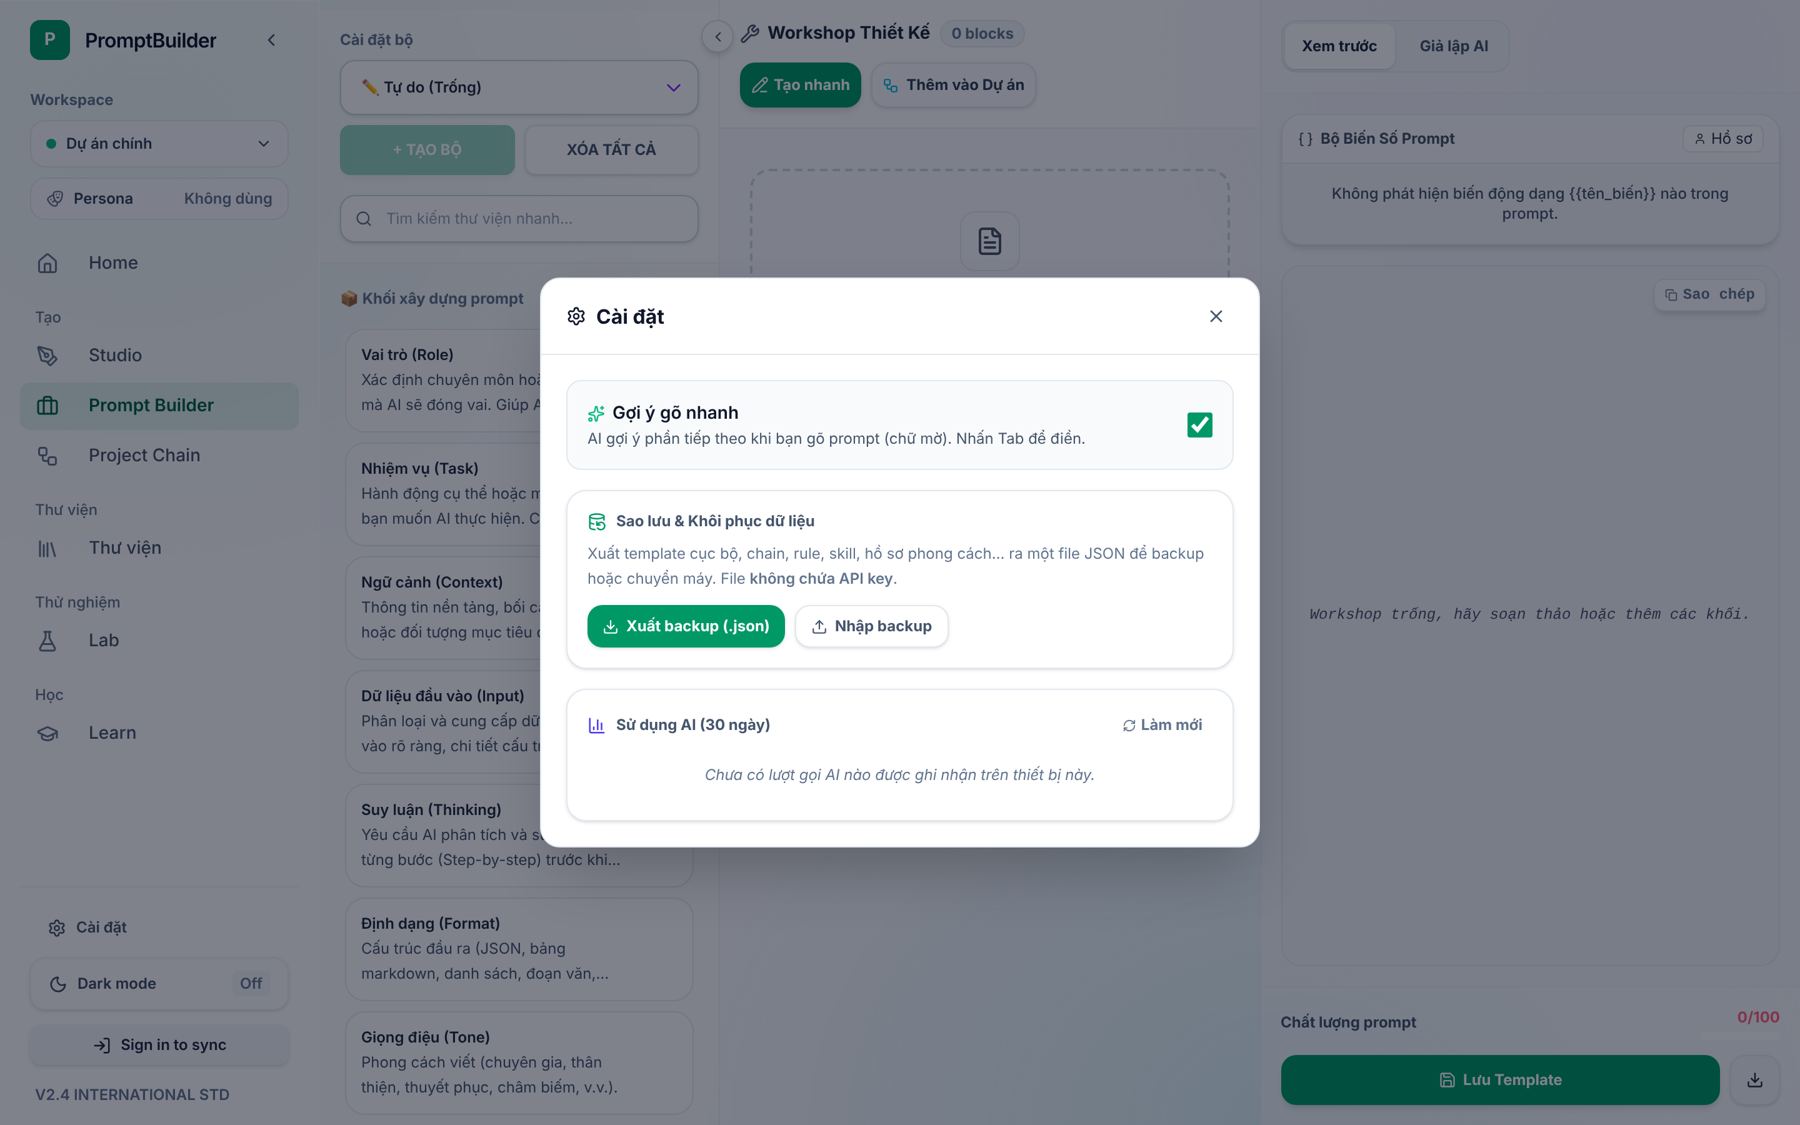 P
PromptBuilder
Workspace
Dự án chính
Persona
Không dùng
Home
Tạo
Studio
Prompt Builder
Project Chain
Thư viện
Thư viện
Thử nghiệm
Lab
Học
Learn
Cài đặt
Dark mode
Off
Sign in to sync
V2.4 INTERNATIONAL STD
Cài đặt bộ
✏️ Tự do (Trống)
+ TẠO BỘ
XÓA TẤT CẢ
Tìm kiếm thư viện nhanh...
📦 Khối xây dựng prompt
Vai trò (Role)
Xác định chuyên môn
mà AI sẽ đóng vai. Giúp
Nhiệm vụ (Task)
Hành động cụ thể hoặc
bạn muốn AI thực hiện.
Ngữ cảnh (Context)
Thông tin nền tảng, bối
hoặc đối tượng mục tiêu
Dữ liệu đầu vào (Input)
Phân loại và cung cấp
vào rõ ràng, chi tiết cấu
Suy luận (Thinking)
Yêu cầu AI phân tích và
từng bước (Step-by-step) trước khi...
Định dạng (Format)
Cấu trúc đầu ra (JSON, bảng
markdown, danh sách, đoạn văn,...
Giọng điệu (Tone)
Phong cách viết (chuyên gia, thân
thiện, thuyết phục, châm biếm, v.v.).
Workshop Thiết Kế
0 blocks
Tạo nhanh
Thêm vào Dự án
Cài đặt
Gợi ý gõ nhanh
AI gợi ý phần tiếp theo khi bạn gõ prompt (chữ mờ). Nhấn Tab để điền.
Sao lưu & Khôi phục dữ liệu
Xuất template cục bộ, chain, rule, skill, hồ sơ phong cách... ra một file JSON để backup
hoặc chuyển máy. File không chứa API key.
Xuất backup (.json)
Nhập backup
Sử dụng AI (30 ngày)
Làm mới
Chưa có lượt gọi AI nào được ghi nhận trên thiết bị này.
Xem trước
Giả lập AI
{ } Bộ Biến Số Prompt
Hồ sơ
Không phát hiện biến động dạng {{tên_biến}} nào trong
prompt.
Sao chép
Workshop trống, hãy soạn thảo hoặc thêm các khối.
Chất lượng prompt
0/100
Lưu Template